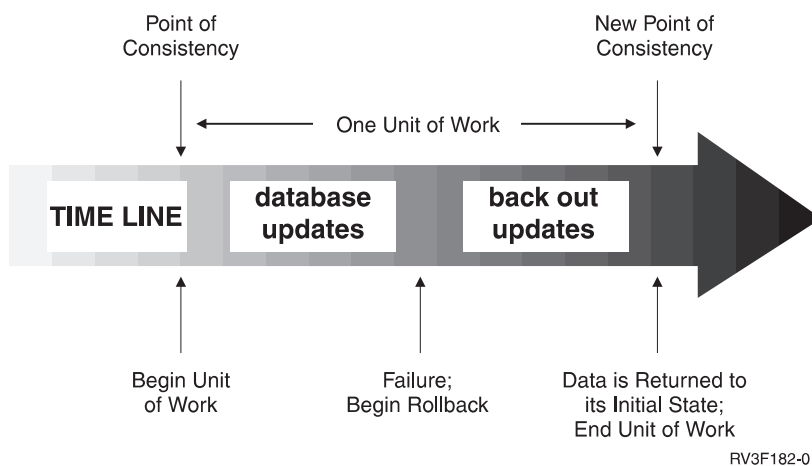 Point of
Consistency
New Point of
Consistency
One Unit of Work
TIME LINE
database
updates
back out
updates
Begin Unit
of Work
Failure;
Begin Rollback
Data is Returned to
its Initial State;
End Unit of Work
RV3F182-0